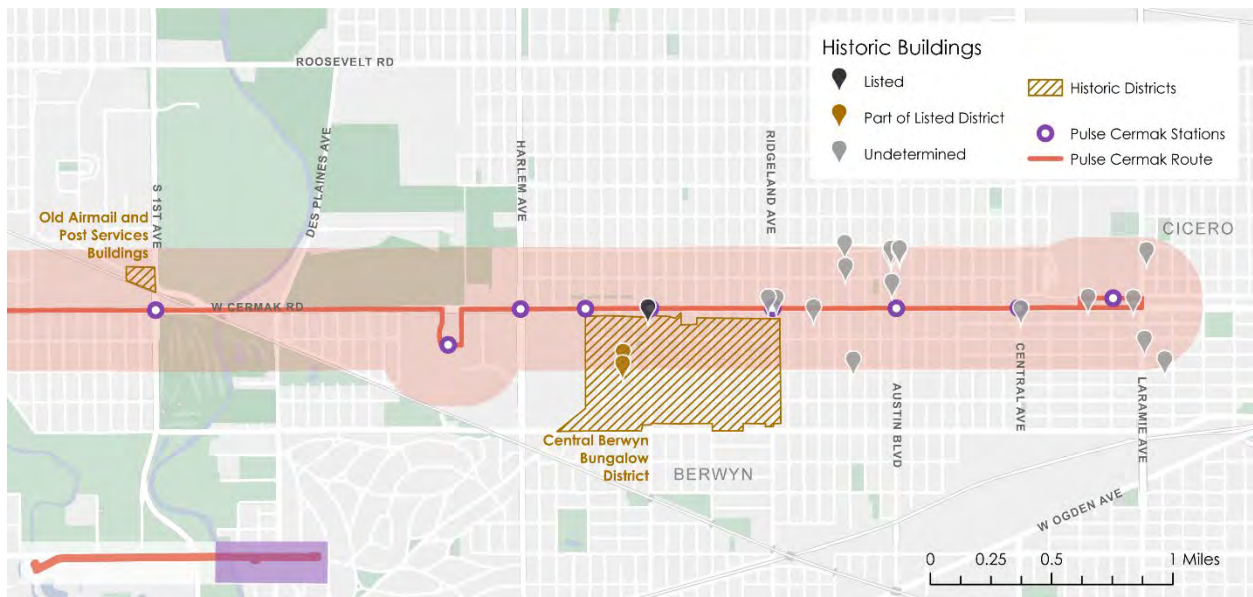 ROOSEVELT RD
Historic Buildings
Listed
Part of Listed District
Undetermined
Historic Districts
Pulse Cermak Stations
Pulse Cermak Route
S 1ST AVE
DES PLAINES AVE
HARLEM AVE
RIDGELAND AVE
Old Airmail and
Post Services
Buildings
CICERO
W CERMAK RD
CENTRAL AVE
AUSTIN BLVD
LARAMIE AVE
Central Berwyn
Bungalow
District
BERWYN
W OGDEN AVE
0 0.25 0.5 1 Miles